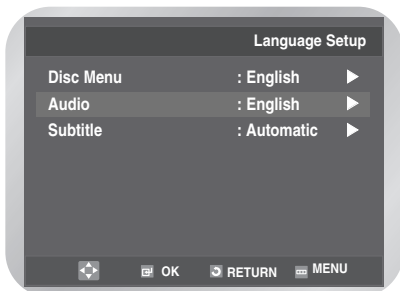 Language Setup
Disc Menu : English
Audio : English
Subtitle : Automatic
OK RETURN MENU